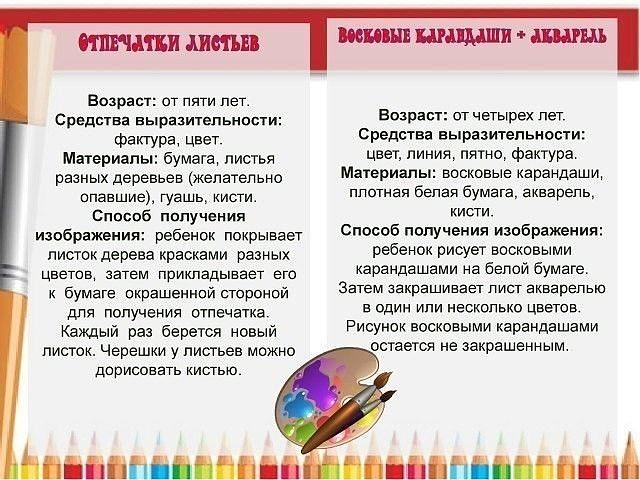 Отпечатки листьев
Возраст: от пяти лет.
Средства выразительности:
фактура, цвет.
Материалы: бумага, листья
разных деревьев (желательно
опавшие), гуашь, кисти.
Способ получения
изображения: ребенок покрывает
листок дерева красками разных
цветов, затем прикладывает его
к бумаге окрашенной стороной
для получения отпечатка.
Каждый раз берется новый
листок. Черешки у листьев можно
дорисовать кистью.
Восковые карандаши + акварель
Возраст: от четырех лет.
Средства выразительности:
цвет, линия, пятно, фактура.
Материалы: восковые карандаши,
плотная белая бумага, акварель,
кисти.
Способ получения изображения:
ребенок рисует восковыми
карандашами на белой бумаге.
Затем закрашивает лист акварелью
в один или несколько цветов.
Рисунок восковыми карандашами
остается не закрашенным.